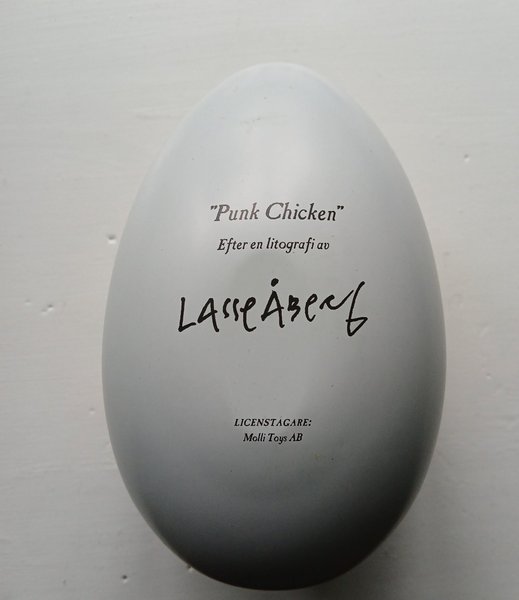 "Punk Chicken"
Efter en litografi av
LAsse ÅBerG
LICENSTAGARE:
Molli Toys AB